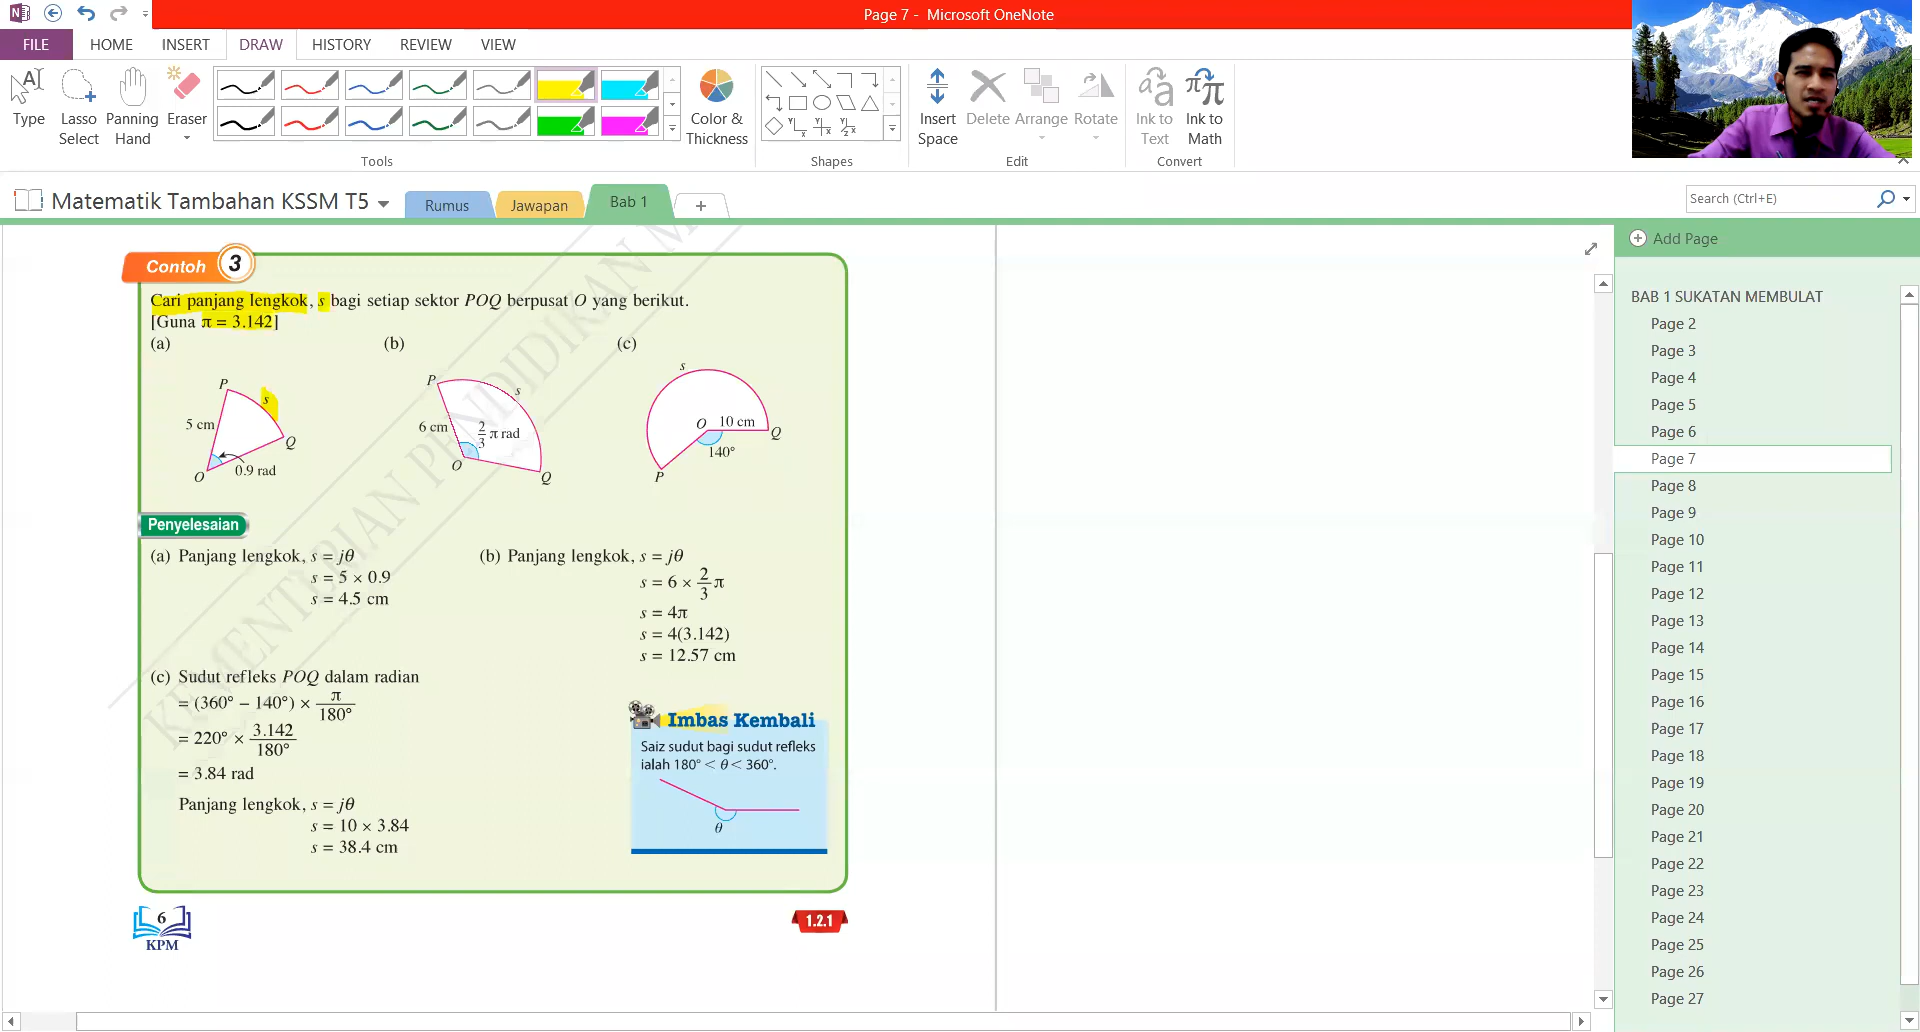 Page 7 - Microsoft OneNote
FILE HOME INSERT DRAW HISTORY REVIEW VIEW
Type
Lasso Select
Panning Hand
Eraser
Color & Thickness
Insert Space
Delete
Arrange
Rotate
Ink to Text
Ink to Math
Tools
Shapes
Edit
Convert
Matematik Tambahan KSSM T5
Rumus
Jawapan
Bab 1
Search (Ctrl+E)
Contoh 3
Cari panjang lengkok, s bagi setiap sektor POQ berpusat O yang berikut.
[Guna π = 3.142]
(a) (b) (c)
P
s
5 cm
Q
O
0.9 rad
P
s
6 cm
2/3 π rad
O
Q
s
O
10 cm
Q
140°
P
Penyelesaian
(a) Panjang lengkok, s = jθ
s = 5 × 0.9
s = 4.5 cm
(b) Panjang lengkok, s = jθ
s = 6 × 2/3 π
s = 4π
s = 4(3.142)
s = 12.57 cm
(c) Sudut refleks POQ dalam radian
= (360° – 140°) × π/180°
= 220° × 3.142/180°
= 3.84 rad
Panjang lengkok, s = jθ
s = 10 × 3.84
s = 38.4 cm
Imbas Kembali
Saiz sudut bagi sudut refleks
ialah 180° < θ < 360°.
θ
6
KPM
1.2.1
KEMENTERIAN PENDIDIKAN M
Add Page
BAB 1 SUKATAN MEMBULAT
Page 2
Page 3
Page 4
Page 5
Page 6
Page 7
Page 8
Page 9
Page 10
Page 11
Page 12
Page 13
Page 14
Page 15
Page 16
Page 17
Page 18
Page 19
Page 20
Page 21
Page 22
Page 23
Page 24
Page 25
Page 26
Page 27